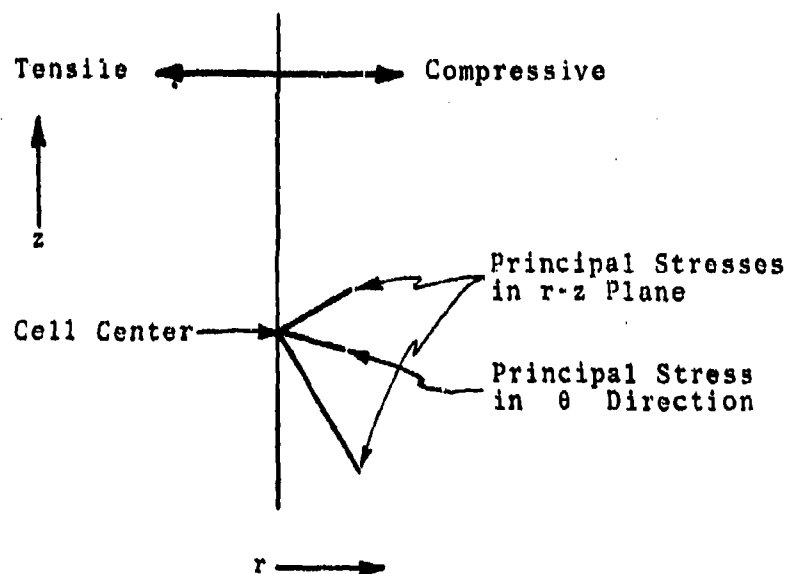 Tensile
Compressive
z
Principal Stresses
in r-z Plane
Cell Center
Principal Stress
in θ Direction
r